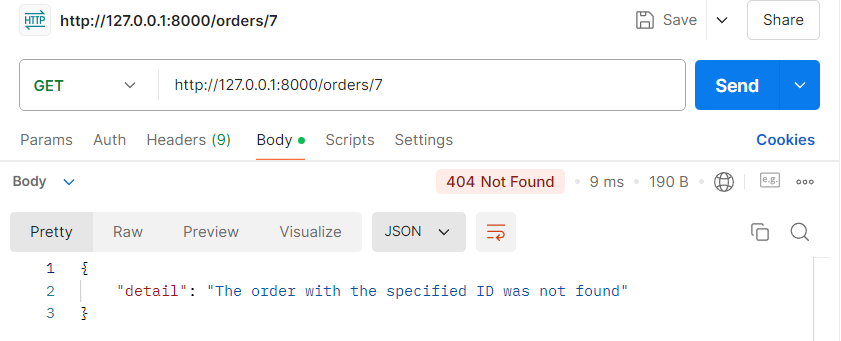 HTTP http://127.0.0.1:8000/orders/7 Save Share
GET http://127.0.0.1:8000/orders/7 Send
Params Auth Headers (9) Body Scripts Settings Cookies
Body 404 Not Found 9 ms 190 B e.g.
Pretty Raw Preview Visualize JSON
1 {
2 "detail": "The order with the specified ID was not found"
3 }